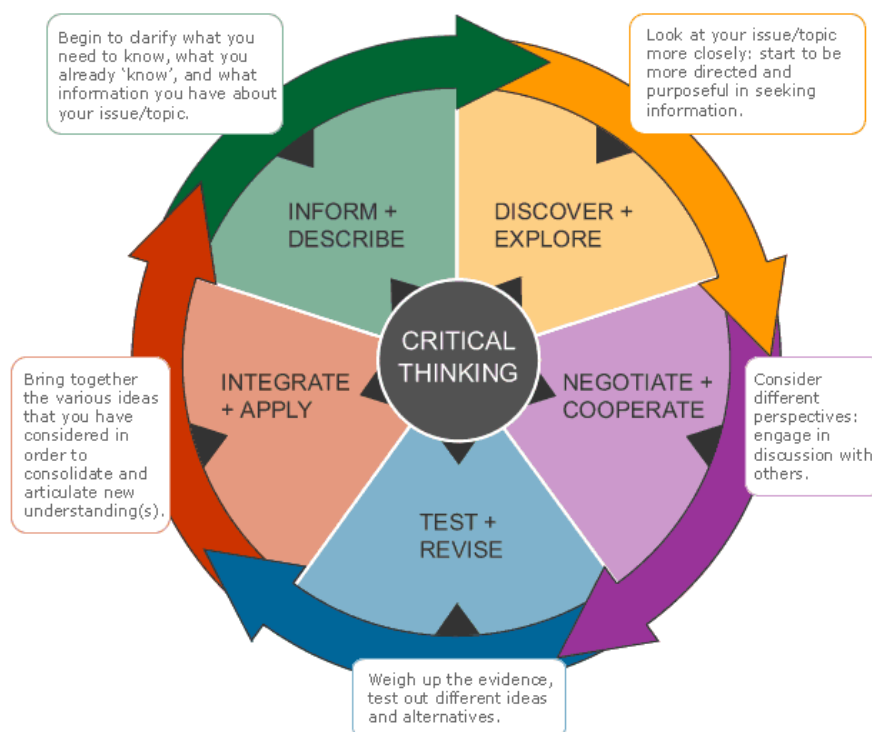 Begin to clarify what you
need to know, what you
already ‘know’, and what
information you have about
your issue/topic.
Look at your issue/topic
more closely: start to be
more directed and
purposeful in seeking
information.
INFORM +
DESCRIBE
DISCOVER +
EXPLORE
CRITICAL
THINKING
INTEGRATE
+ APPLY
NEGOTIATE +
COOPERATE
Bring together
the various ideas
that you have
considered in
order to
consolidate and
articulate new
understanding(s).
Consider
different
perspectives:
engage in
discussion with
others.
TEST +
REVISE
Weigh up the evidence,
test out different ideas
and alternatives.